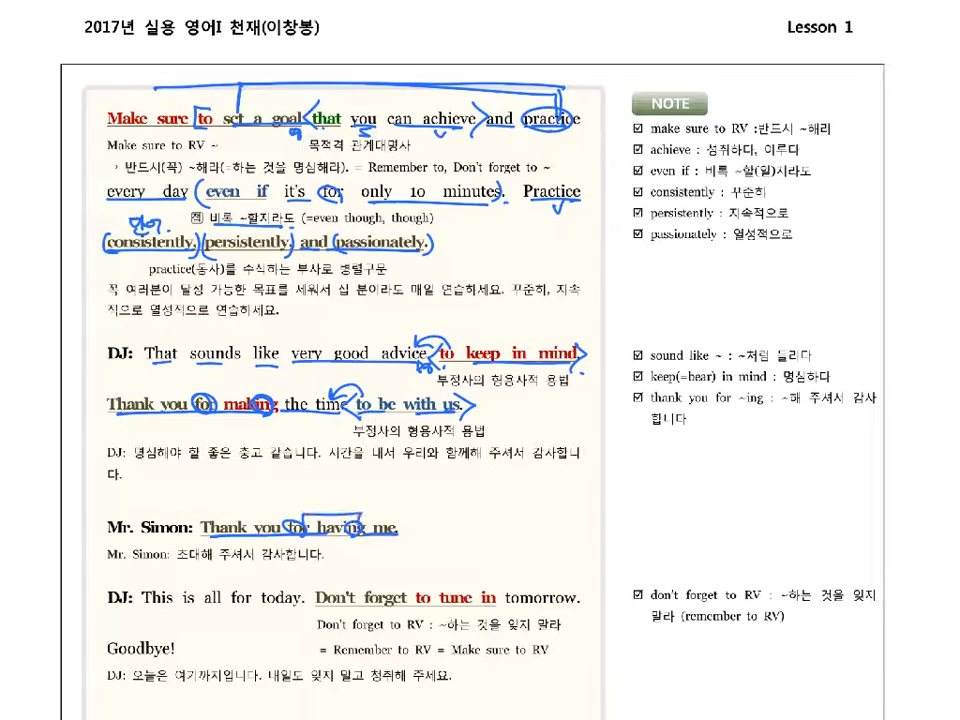 2017년 실용 영어I 천재(이창봉)
Lesson 1
Make sure to set a goal that you can achieve and practice
Make sure to RV ~
목적격 관계대명사
반드시(꼭) ~해라(=하는 것을 명심해라). = Remember to, Don't forget to ~
every day even if it's for only 10 minutes. Practice
비록 ~할지라도 (=even though, though)
단어.
consistently, persistently, and passionately.
practice(동사)를 수식하는 부사로 병렬구문
꼭 여러분이 달성 가능한 목표를 세워서 십 분이라도 매일 연습하세요. 꾸준히, 지속
적으로 열성적으로 연습하세요.
DJ: That sounds like very good advice to keep in mind.
부정사의 형용사적 용법
Thank you for making the time to be with us.
부정사의 형용사적 용법
DJ: 명심해야 할 좋은 충고 같습니다. 시간을 내서 우리와 함께해 주셔서 감사합니
다.
Mr. Simon: Thank you for having me.
Mr. Simon: 초대해 주셔서 감사합니다.
DJ: This is all for today. Don't forget to tune in tomorrow.
Don't forget to RV : ~하는 것을 잊지 말라
Goodbye!
= Remember to RV = Make sure to RV
DJ: 오늘은 여기까지입니다. 내일도 잊지 말고 청취해 주세요.
NOTE
☑ make sure to RV :반드시 ~해라
☑ achieve : 성취하다, 이루다
☑ even if : 비록 ~할(일)지라도
☑ consistently : 꾸준히
☑ persistently : 지속적으로
☑ passionately : 열성적으로
☑ sound like ~ : ~처럼 들리다
☑ keep(=bear) in mind : 명심하다
☑ thank you for ~ing : ~해 주셔서 감사
합니다
☑ don't forget to RV : ~하는 것을 잊지
말라 (remember to RV)